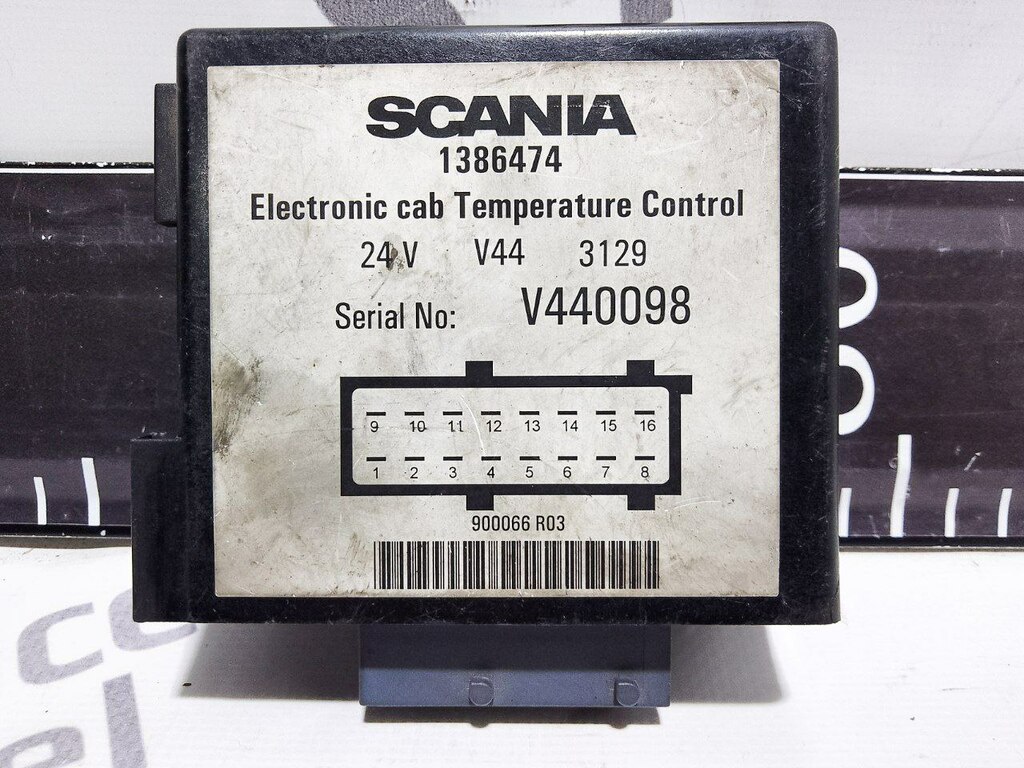 SCANIA
1386474
Electronic cab Temperature Control
24 V V44 3129
Serial No: V440098
9 10 11 12 13 14 15 16
1 2 3 4 5 6 7 8
900066 R03